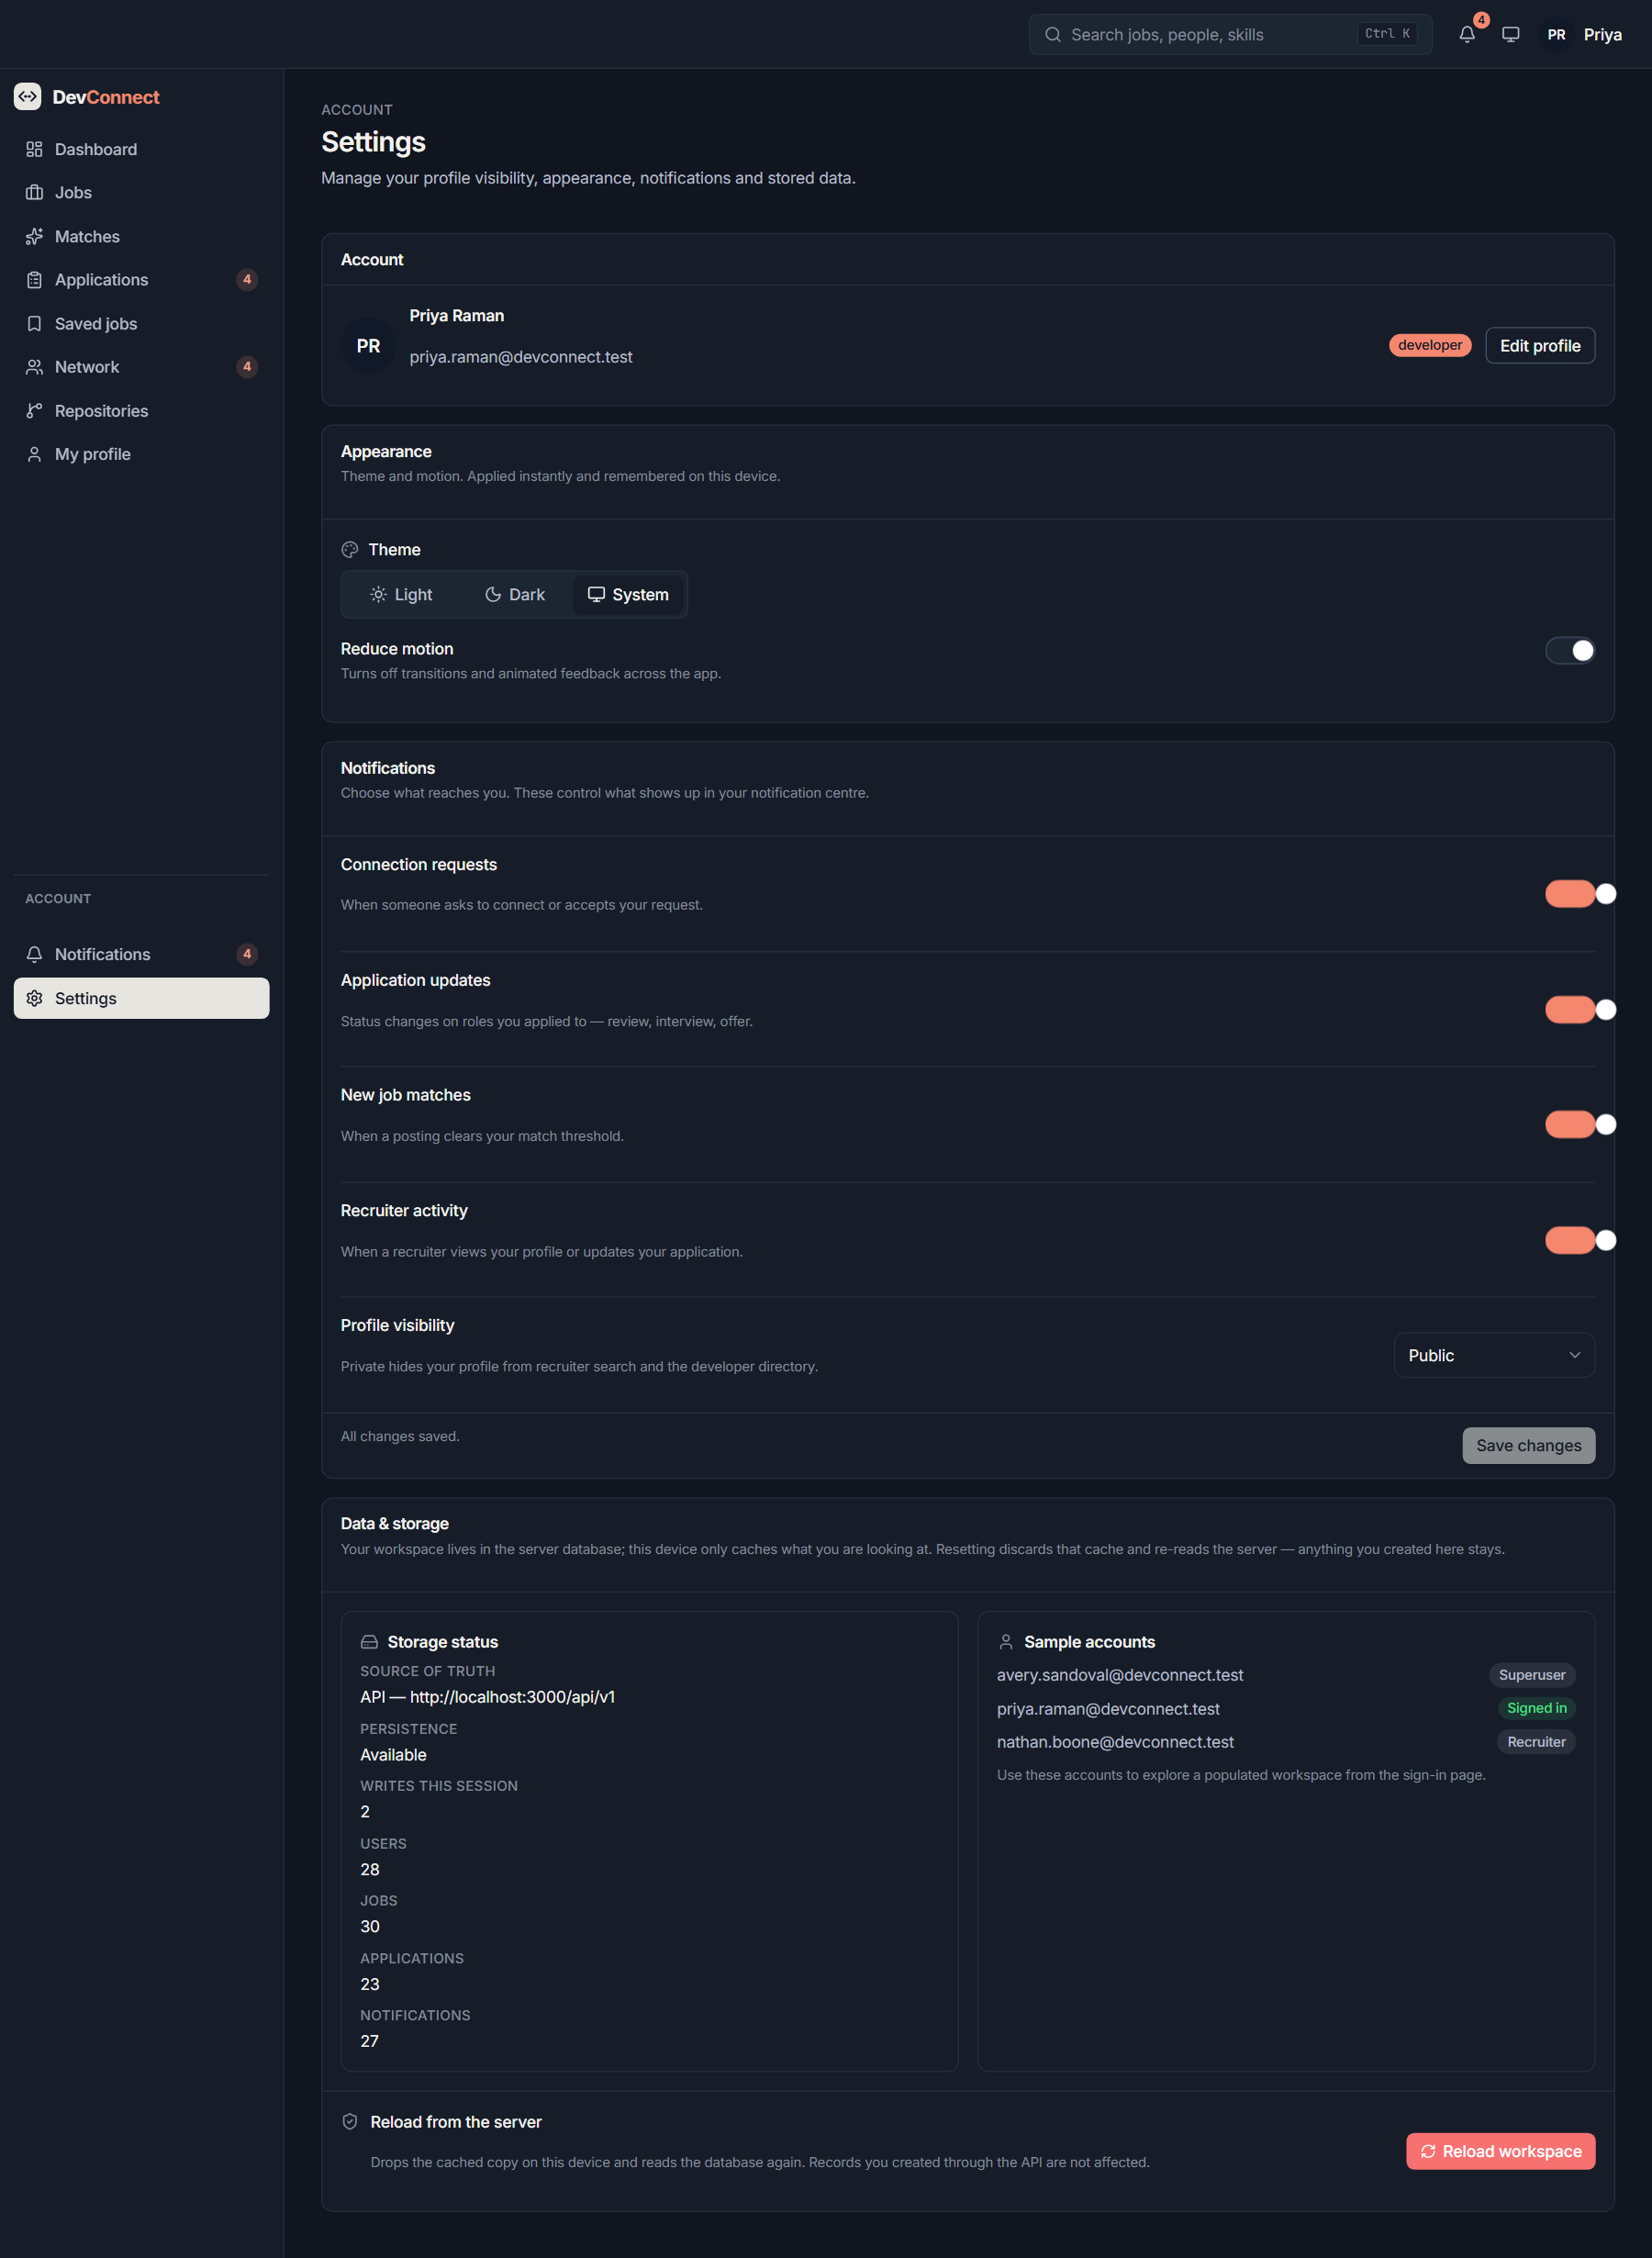 Search jobs, people, skills
Ctrl K
4
PR
Priya
DevConnect
Dashboard
Jobs
Matches
Applications
4
Saved jobs
Network
4
Repositories
My profile
ACCOUNT
Notifications
4
Settings
ACCOUNT
Settings
Manage your profile visibility, appearance, notifications and stored data.
Account
PR
Priya Raman
priya.raman@devconnect.test
developer
Edit profile
Appearance
Theme and motion. Applied instantly and remembered on this device.
Theme
Light
Dark
System
Reduce motion
Turns off transitions and animated feedback across the app.
Notifications
Choose what reaches you. These control what shows up in your notification centre.
Connection requests
When someone asks to connect or accepts your request.
Application updates
Status changes on roles you applied to — review, interview, offer.
New job matches
When a posting clears your match threshold.
Recruiter activity
When a recruiter views your profile or updates your application.
Profile visibility
Private hides your profile from recruiter search and the developer directory.
Public
All changes saved.
Save changes
Data & storage
Your workspace lives in the server database; this device only caches what you are looking at. Resetting discards that cache and re-reads the server — anything you created here stays.
Storage status
SOURCE OF TRUTH
API — http://localhost:3000/api/v1
PERSISTENCE
Available
WRITES THIS SESSION
2
USERS
28
JOBS
30
APPLICATIONS
23
NOTIFICATIONS
27
Sample accounts
avery.sandoval@devconnect.test
Superuser
priya.raman@devconnect.test
Signed in
nathan.boone@devconnect.test
Recruiter
Use these accounts to explore a populated workspace from the sign-in page.
Reload from the server
Drops the cached copy on this device and reads the database again. Records you created through the API are not affected.
Reload workspace